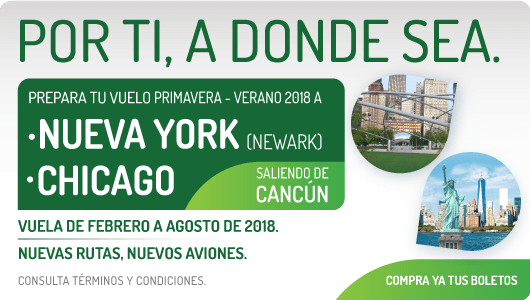 POR TI, A DONDE SEA.
PREPARA TU VUELO PRIMAVERA - VERANO 2018 A
·NUEVA YORK (NEWARK)
·CHICAGO
SALIENDO DE
CANCÚN
VUELA DE FEBRERO A AGOSTO DE 2018.
NUEVAS RUTAS, NUEVOS AVIONES.
CONSULTA TÉRMINOS Y CONDICIONES.
COMPRA YA TUS BOLETOS